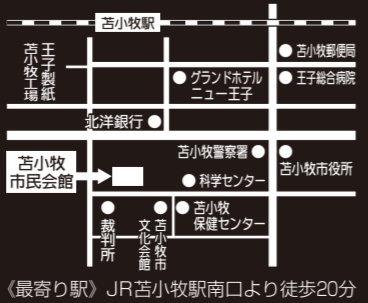 苫小牧駅
王子製紙
苫小牧工場
苫小牧郵便局
グランドホテル
ニュー王子
王子総合病院
北洋銀行
苫小牧警察署
苫小牧市役所
苫小牧
市民会館
科学センター
裁判所
苫小牧市
文化会館
苫小牧
保健センター
《最寄り駅》JR苫小牧駅南口より徒歩20分